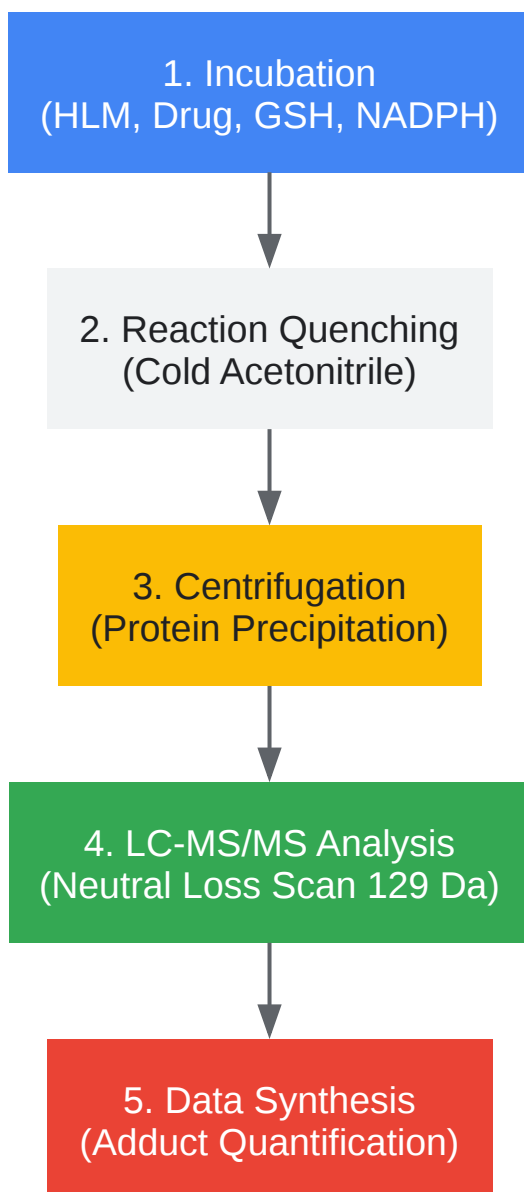 1. Incubation
(HLM, Drug, GSH, NADPH)
2. Reaction Quenching
(Cold Acetonitrile)
3. Centrifugation
(Protein Precipitation)
4. LC-MS/MS Analysis
(Neutral Loss Scan 129 Da)
5. Data Synthesis
(Adduct Quantification)